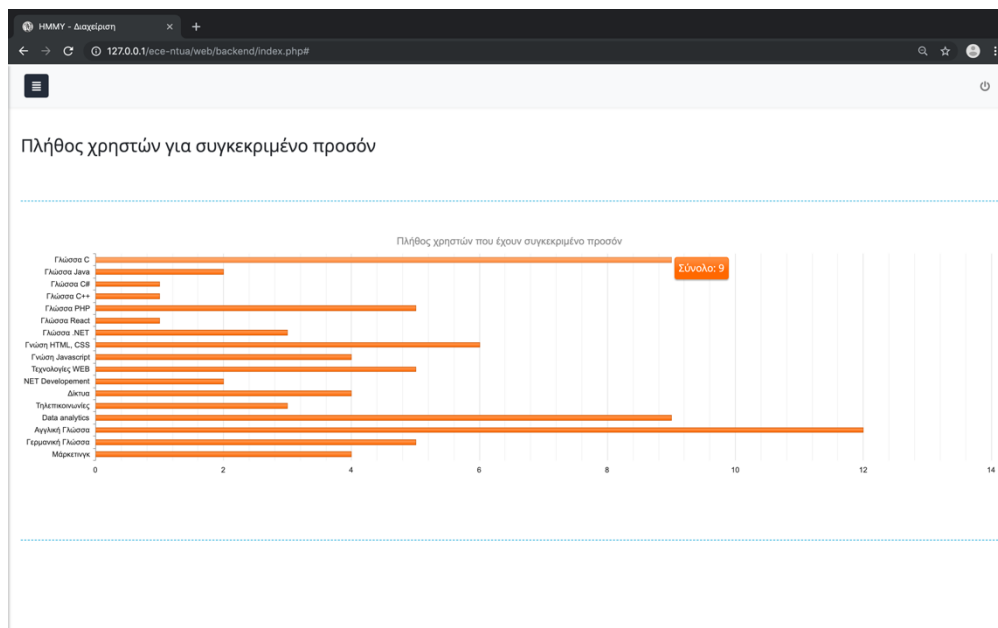 ΗΜΜΥ - Διαχείριση
127.0.0.1/ece-ntua/web/backend/index.php#
Πλήθος χρηστών για συγκεκριμένο προσόν
Πλήθος χρηστών που έχουν συγκεκριμένο προσόν
Γλώσσα C
Σύνολο: 9
Γλώσσα Java
Γλώσσα C#
Γλώσσα C++
Γλώσσα PHP
Γλώσσα React
Γλώσσα .NET
Γνώση HTML, CSS
Γνώση Javascript
Τεχνολογίες WEB
NET Developement
Δίκτυα
Τηλεπικοινωνίες
Data analytics
Αγγλική Γλώσσα
Γερμανική Γλώσσα
Μάρκετινγκ
0 2 4 6 8 10 12 14